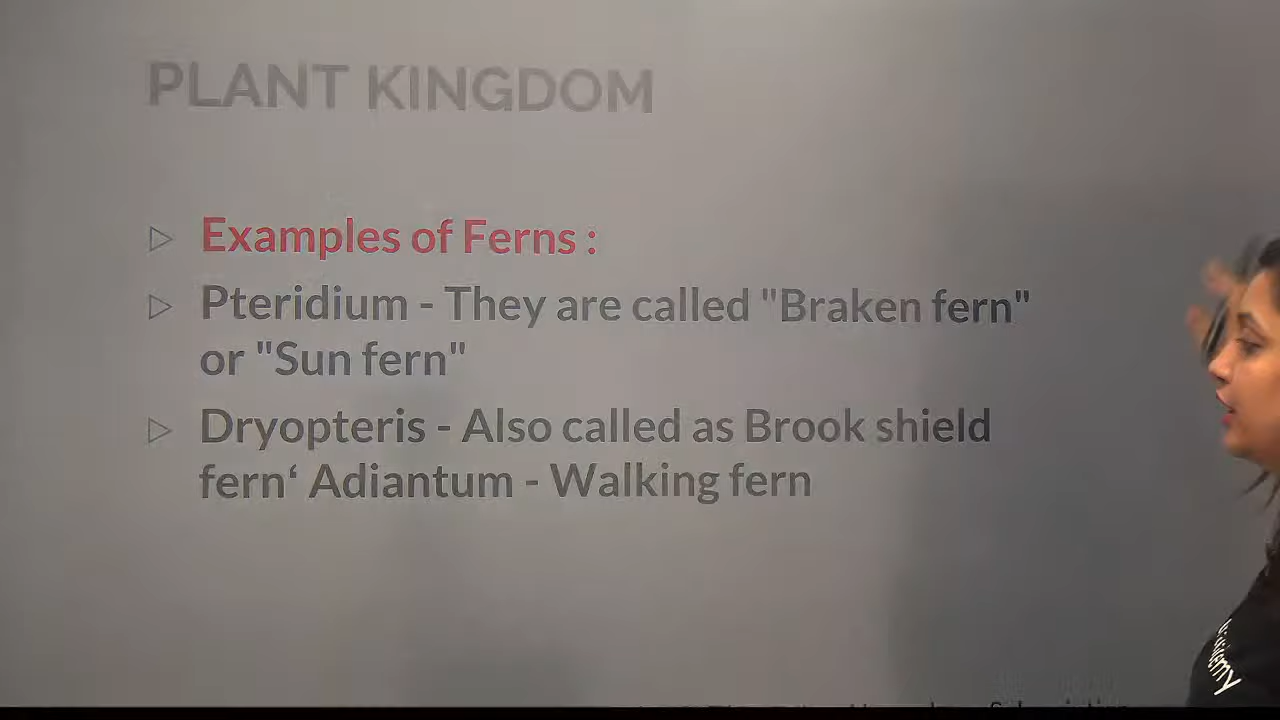 PLANT KINGDOM
Examples of Ferns :
Pteridium - They are called "Braken fern"
or "Sun fern"
Dryopteris - Also called as Brook shield
fern‘ Adiantum - Walking fern